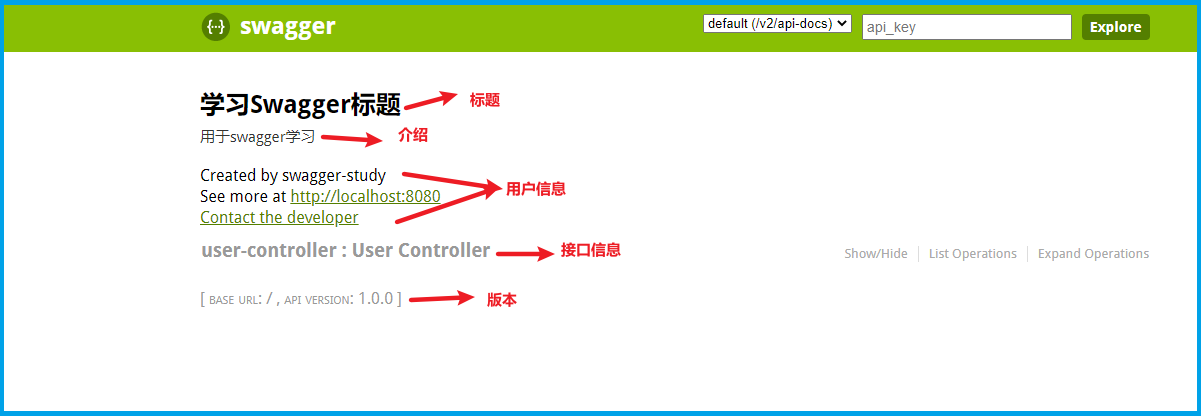 {···} swagger default (/v2/api-docs) api_key Explore
学习Swagger标题 标题
用于swagger学习 介绍
Created by swagger-study
See more at http://localhost:8080 用户信息
Contact the developer
user-controller : User Controller 接口信息 Show/Hide List Operations Expand Operations
[ BASE URL: / , API VERSION: 1.0.0 ] 版本